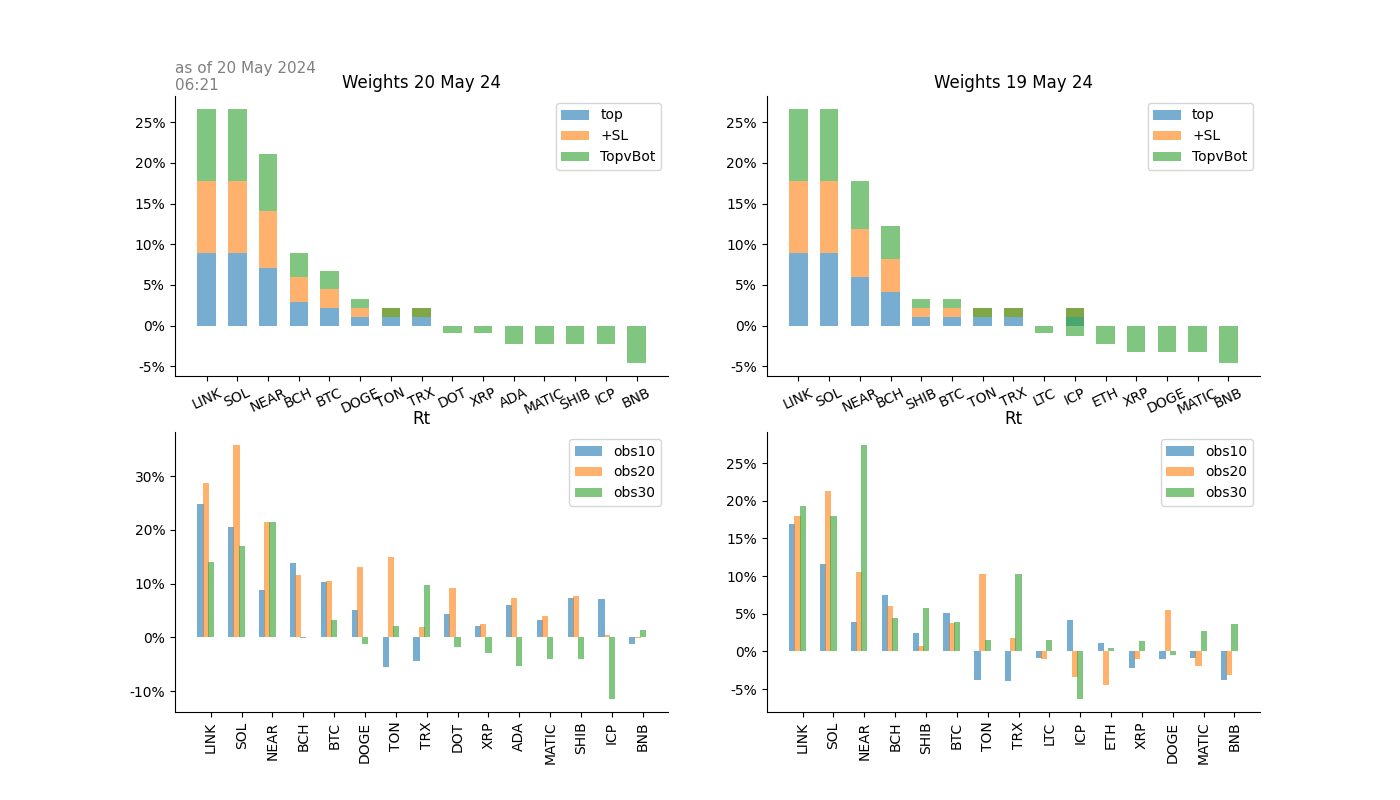 as of 20 May 2024
06:21
Weights 20 May 24
25%
20%
15%
10%
5%
0%
-5%
top
+SL
TopvBot
LINK SOL NEAR BCH BTC DOGE TON TRX DOT XRP ADA MATIC SHIB ICP BNB
Weights 19 May 24
25%
20%
15%
10%
5%
0%
-5%
top
+SL
TopvBot
LINK SOL NEAR BCH SHIB BTC TON TRX LTC ICP ETH XRP DOGE MATIC BNB
Rt
30%
20%
10%
0%
-10%
obs10
obs20
obs30
LINK SOL NEAR BCH BTC DOGE TON TRX DOT XRP ADA MATIC SHIB ICP BNB
Rt
25%
20%
15%
10%
5%
0%
-5%
obs10
obs20
obs30
LINK SOL NEAR BCH SHIB BTC TON TRX LTC ICP ETH XRP DOGE MATIC BNB